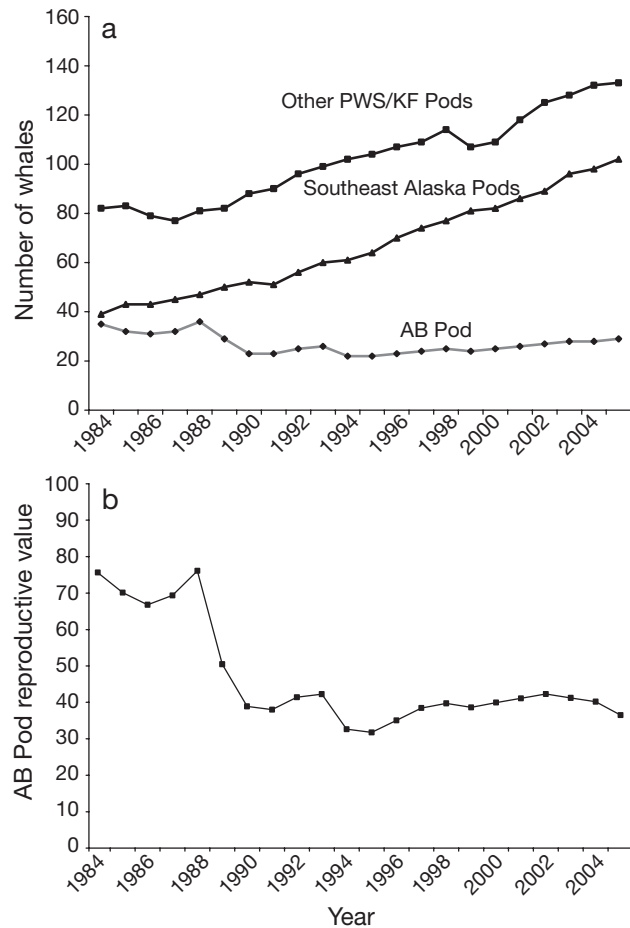 a
160
140
120
100
80
60
40
20
0
Number of whales
Other PWS/KF Pods
Southeast Alaska Pods
AB Pod
1984 1986 1988 1990 1992 1994 1996 1998 2000 2002 2004
b
100
90
80
70
60
50
40
30
20
10
0
AB Pod reproductive value
1984 1986 1988 1990 1992 1994 1996 1998 2000 2002 2004
Year